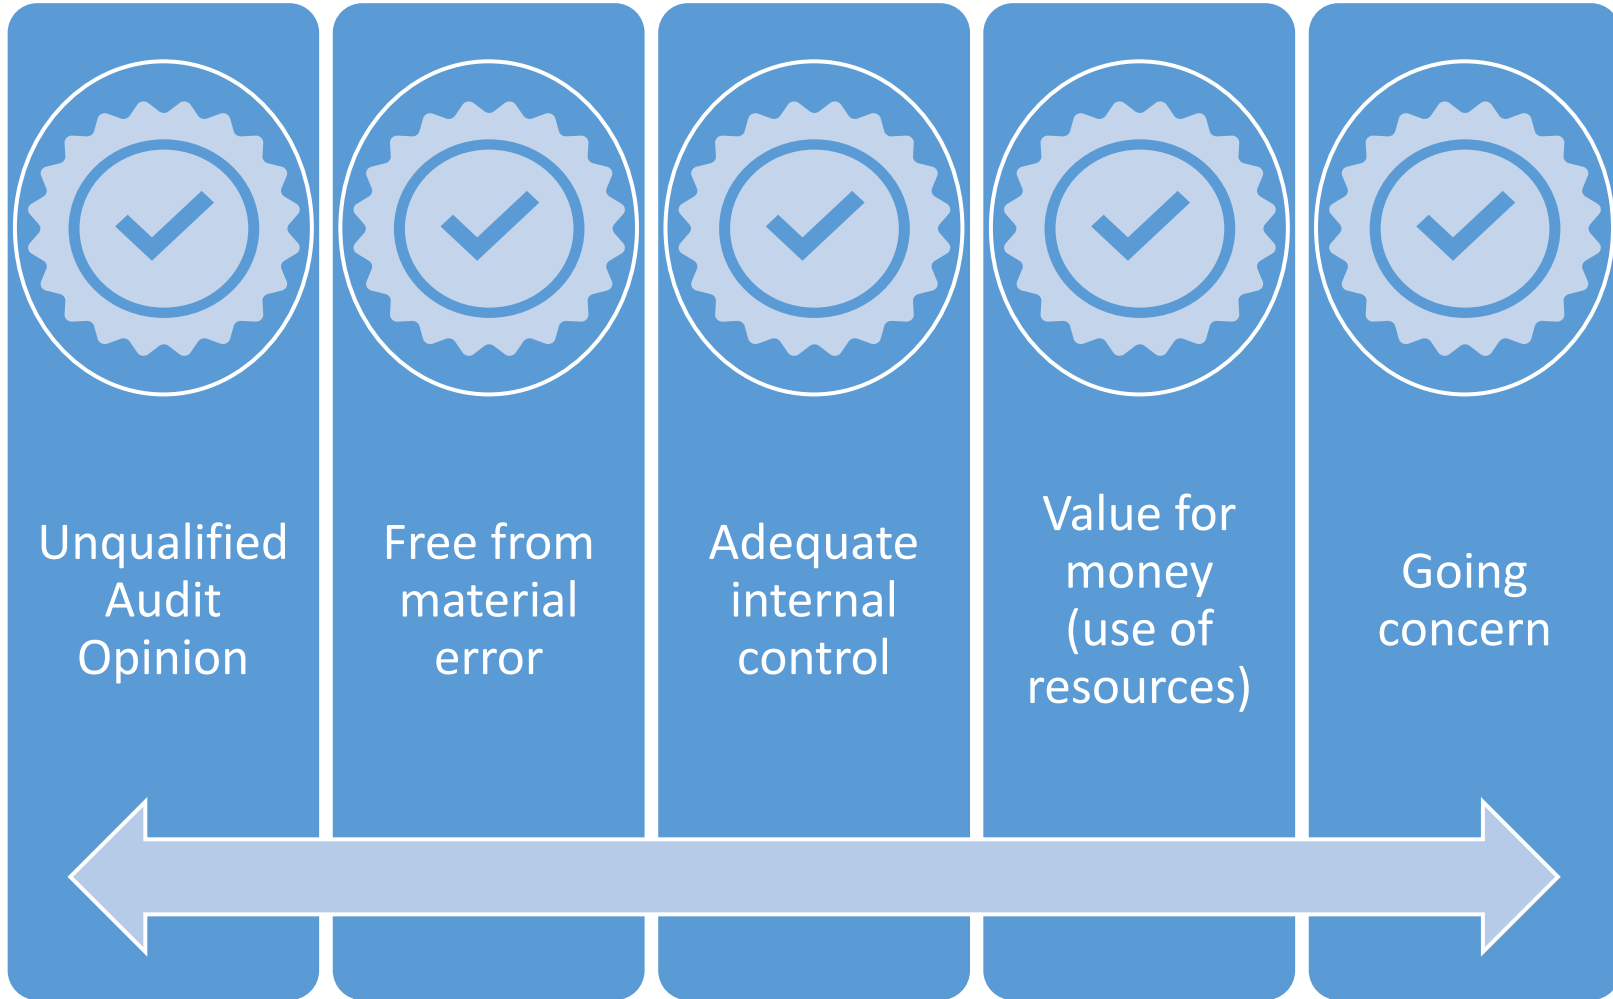 Unqualified
Audit
Opinion
Free from
material
error
Adequate
internal
control
Value for
money
(use of
resources)
Going
concern